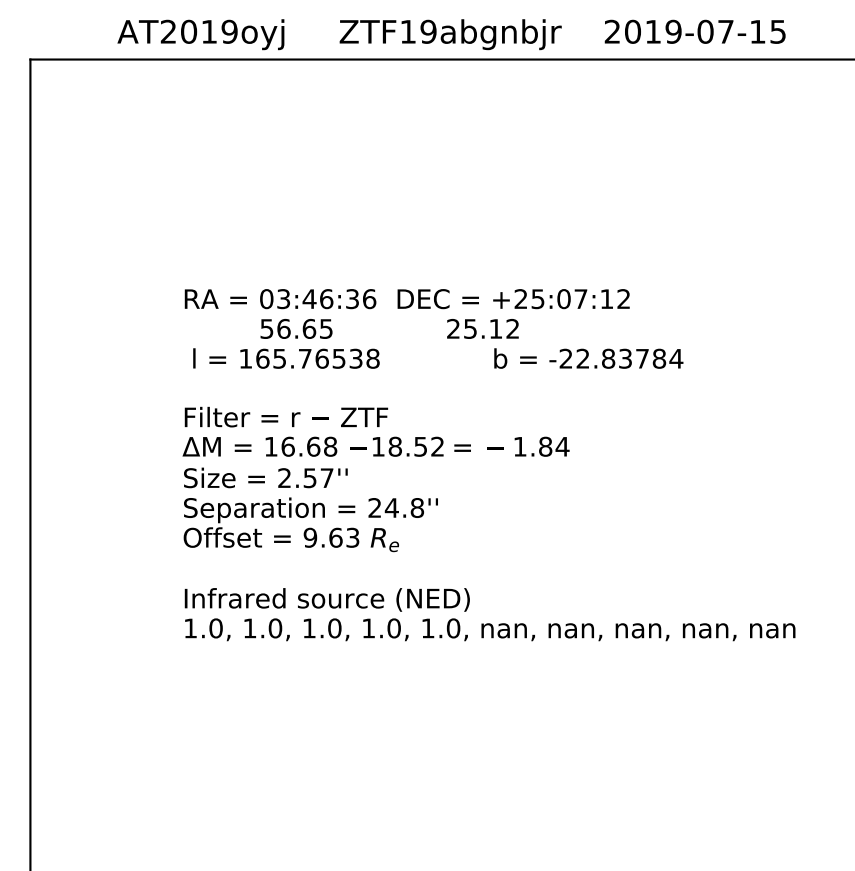 AT2019oyj ZTF19abgnbjr 2019-07-15
RA = 03:46:36 DEC = +25:07:12
56.65 25.12
l = 165.76538 b = -22.83784
Filter = r − ZTF
ΔM = 16.68 −18.52 = − 1.84
Size = 2.57''
Separation = 24.8''
Offset = 9.63 Re
Infrared source (NED)
1.0, 1.0, 1.0, 1.0, 1.0, nan, nan, nan, nan, nan